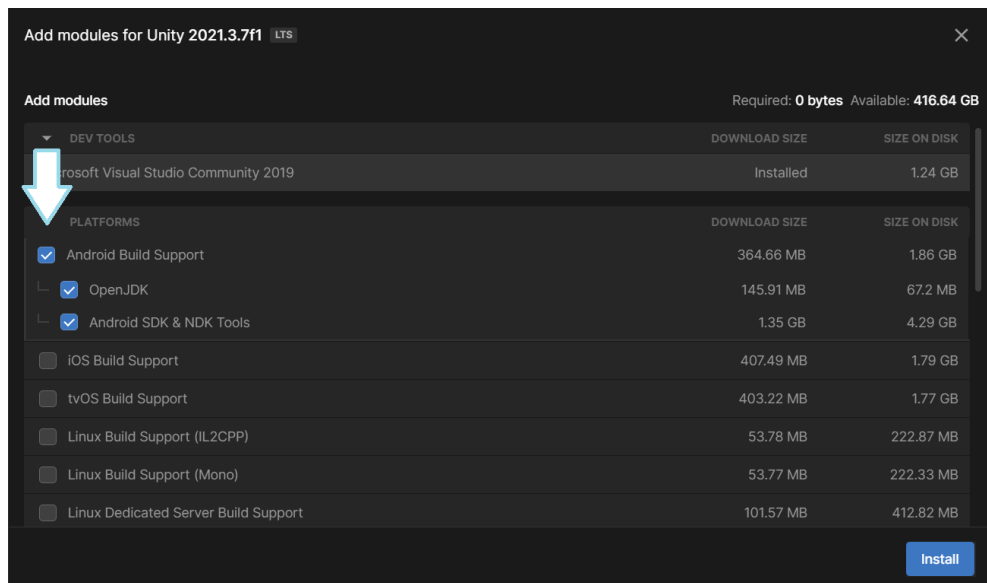 Add modules for Unity 2021.3.7f1 LTS
Add modules Required: 0 bytes Available: 416.64 GB
DEV TOOLS DOWNLOAD SIZE SIZE ON DISK
rosoft Visual Studio Community 2019 Installed 1.24 GB
PLATFORMS DOWNLOAD SIZE SIZE ON DISK
Android Build Support 364.66 MB 1.86 GB
OpenJDK 145.91 MB 67.2 MB
Android SDK & NDK Tools 1.35 GB 4.29 GB
iOS Build Support 407.49 MB 1.79 GB
tvOS Build Support 403.22 MB 1.77 GB
Linux Build Support (IL2CPP) 53.78 MB 222.87 MB
Linux Build Support (Mono) 53.77 MB 222.33 MB
Linux Dedicated Server Build Support 101.57 MB 412.82 MB
Install